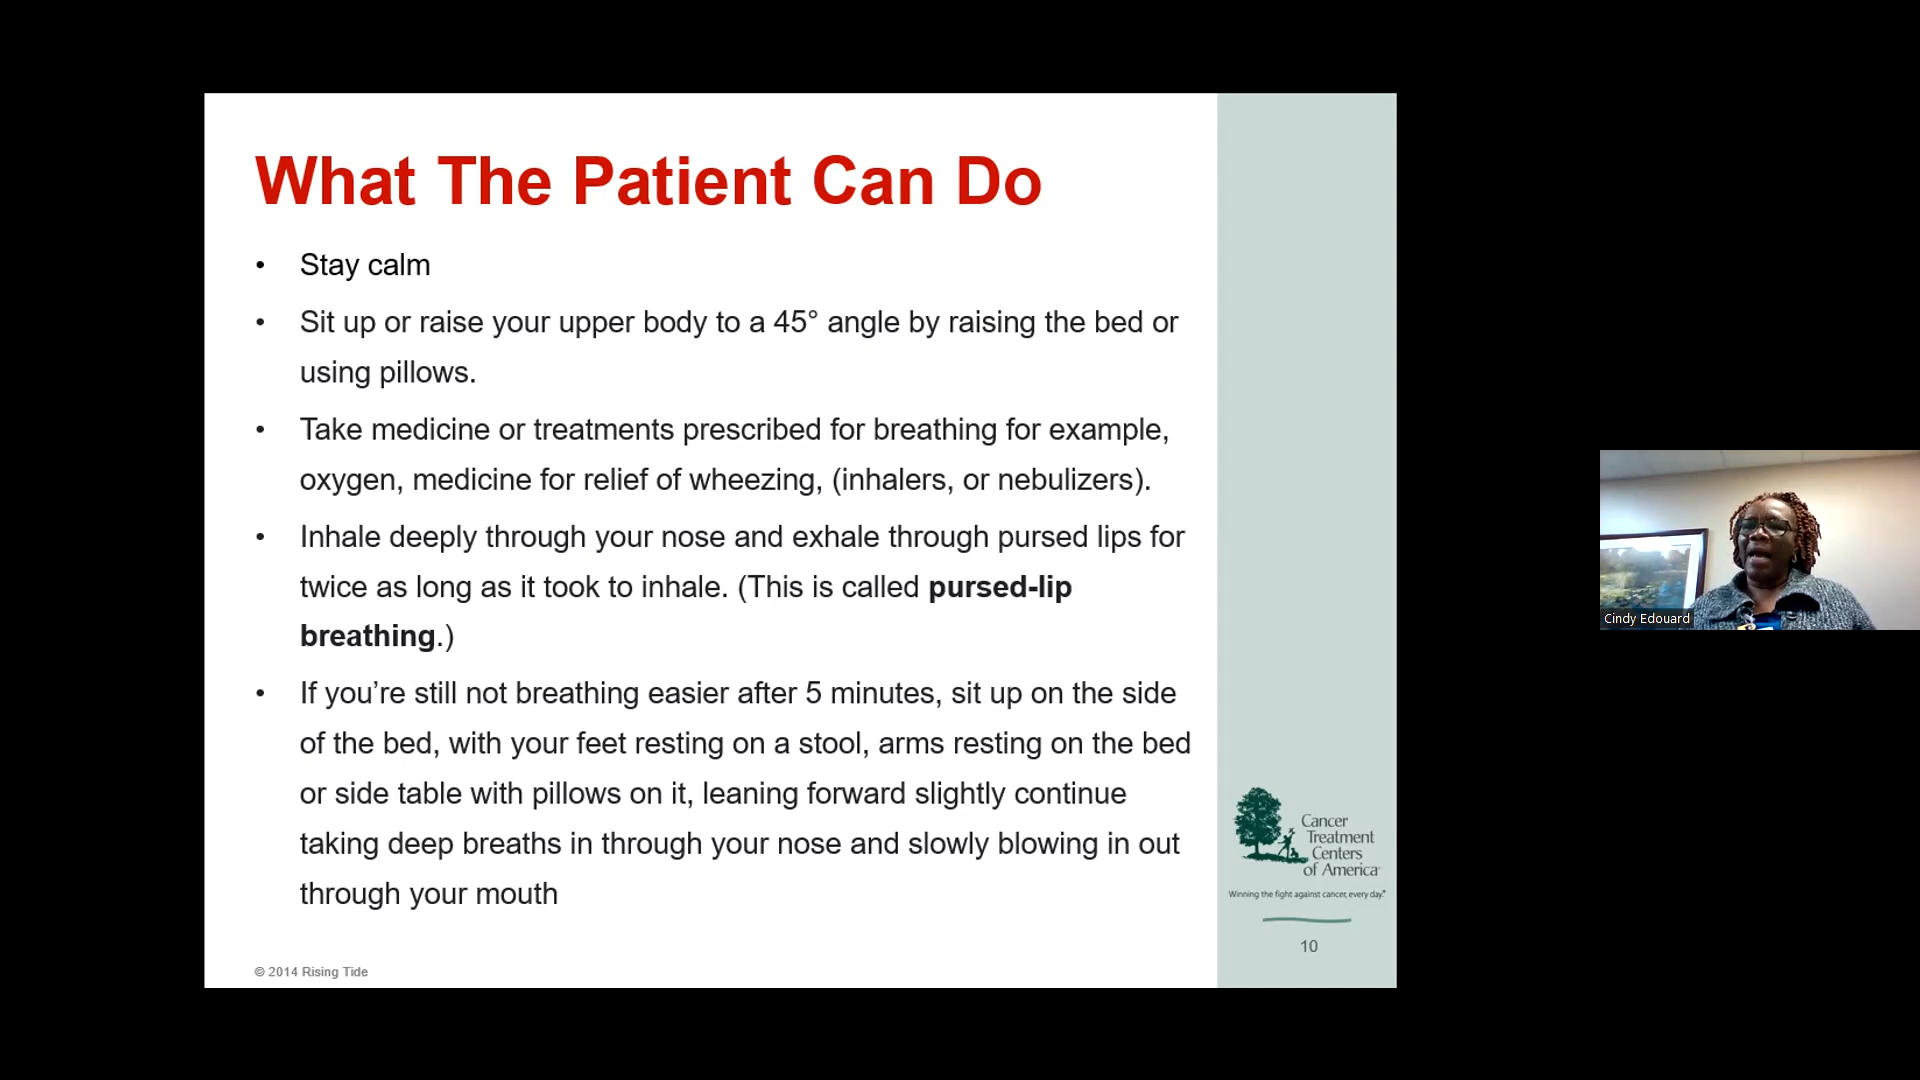 What The Patient Can Do
• Stay calm
• Sit up or raise your upper body to a 45° angle by raising the bed or
using pillows.
• Take medicine or treatments prescribed for breathing for example,
oxygen, medicine for relief of wheezing, (inhalers, or nebulizers).
• Inhale deeply through your nose and exhale through pursed lips for
twice as long as it took to inhale. (This is called pursed-lip
breathing.)
• If you’re still not breathing easier after 5 minutes, sit up on the side
of the bed, with your feet resting on a stool, arms resting on the bed
or side table with pillows on it, leaning forward slightly continue
taking deep breaths in through your nose and slowly blowing in out
through your mouth
Cancer
Treatment
Centers
of America
Winning the fight against cancer, every day.®
10
© 2014 Rising Tide
Cindy Edouard